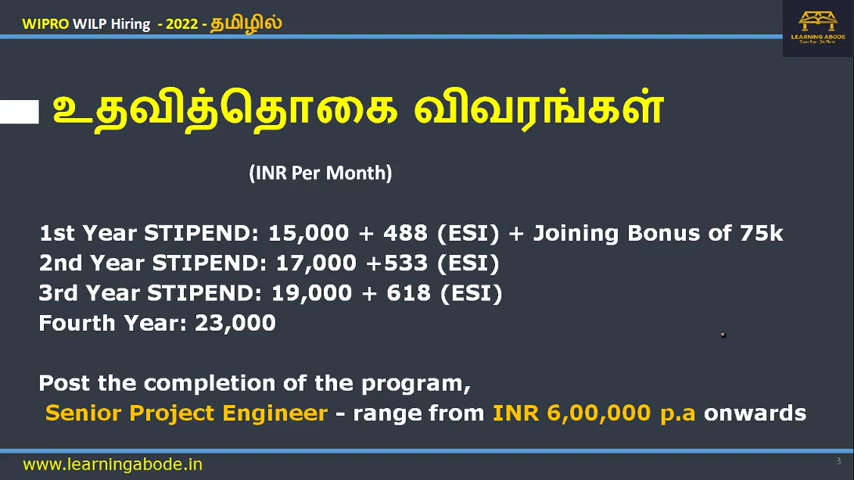 WIPRO WILP Hiring - 2022 - தமிழில்
LEARNING ABODE
உதவித்தொகை விவரங்கள்
(INR Per Month)
1st Year STIPEND: 15,000 + 488 (ESI) + Joining Bonus of 75k
2nd Year STIPEND: 17,000 +533 (ESI)
3rd Year STIPEND: 19,000 + 618 (ESI)
Fourth Year: 23,000
Post the completion of the program,
Senior Project Engineer - range from INR 6,00,000 p.a onwards
www.learningabode.in
3